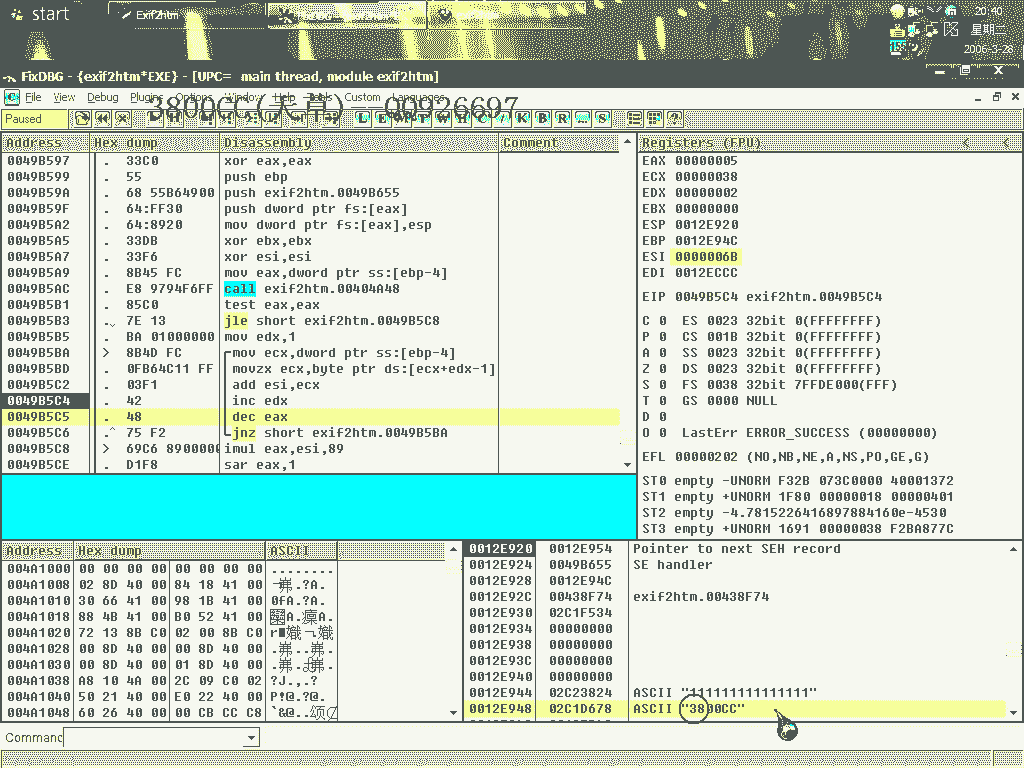 start
Exif2htm
20:40
星期二
2006-3-28
FixDBG - {exif2htm*EXE} - [UPC= main thread, module exif2htm]
File View Debug Plugins Options Window Help Tools Custom Languages
Paused
L E M T W H C / K B R ... S
Address Hex dump Disassembly Comment
0049B597 . 33C0 xor eax,eax
0049B599 . 55 push ebp
0049B59A . 68 55B64900 push exif2htm.0049B655
0049B59F . 64:FF30 push dword ptr fs:[eax]
0049B5A2 . 64:8920 mov dword ptr fs:[eax],esp
0049B5A5 . 33DB xor ebx,ebx
0049B5A7 . 33F6 xor esi,esi
0049B5A9 . 8B45 FC mov eax,dword ptr ss:[ebp-4]
0049B5AC . E8 9794F6FF call exif2htm.00404A48
0049B5B1 . 85C0 test eax,eax
0049B5B3 . 7E 13 jle short exif2htm.0049B5C8
0049B5B5 . BA 01000000 mov edx,1
0049B5BA > 8B4D FC mov ecx,dword ptr ss:[ebp-4]
0049B5BD . 0FB64C11 FF movzx ecx,byte ptr ds:[ecx+edx-1]
0049B5C2 . 03F1 add esi,ecx
0049B5C4 . 42 inc edx
0049B5C5 . 48 dec eax
0049B5C6 .^ 75 F2 jnz short exif2htm.0049B5BA
0049B5C8 > 69C6 8900000 imul eax,esi,89
0049B5CE . D1F8 sar eax,1
Registers (FPU) < <
EAX 00000005
ECX 00000038
EDX 00000002
EBX 00000000
ESP 0012E920
EBP 0012E94C
ESI 0000006B
EDI 0012ECCC
EIP 0049B5C4 exif2htm.0049B5C4
C 0 ES 0023 32bit 0(FFFFFFFF)
P 0 CS 001B 32bit 0(FFFFFFFF)
A 0 SS 0023 32bit 0(FFFFFFFF)
Z 0 DS 0023 32bit 0(FFFFFFFF)
S 0 FS 0038 32bit 7FFDE000(FFF)
T 0 GS 0000 NULL
D 0
O 0 LastErr ERROR_SUCCESS (00000000)
EFL 00000202 (NO,NB,NE,A,NS,PO,GE,G)
ST0 empty -UNORM F32B 073C0000 40001372
ST1 empty +UNORM 1F80 00000018 00000401
ST2 empty -4.7815226416897884160e-4530
ST3 empty +UNORM 1691 00000038 F2BA877C
Address Hex dump ASCII
004A1000 00 00 00 00 00 00 00 00 ........
004A1008 02 8D 40 00 84 18 41 00
004A1010 30 66 41 00 98 1B 41 00 0fA.?A.
004A1018 88 4B 41 00 B0 52 41 00
004A1020 72 13 8B C0 02 00 8B C0
004A1028 00 8D 40 00 00 8D 40 00
004A1030 00 8D 40 00 01 8D 40 00
004A1038 A8 10 4A 00 2C 09 C0 02 ?J.,.?
004A1040 50 21 40 00 E0 22 40 00 P!@.?@.
004A1048 60 26 40 00 00 CB CC C8
0012E920 0012E954 Pointer to next SEH record
0012E924 0049B655 SE handler
0012E928 0012E94C
0012E92C 00438F74 exif2htm.00438F74
0012E930 02C1F534
0012E934 00000000
0012E938 00000000
0012E93C 00000000
0012E940 00000000
0012E944 02C23824 ASCII "111111111111111"
0012E948 02C1D678 ASCII "3800CC"
Command